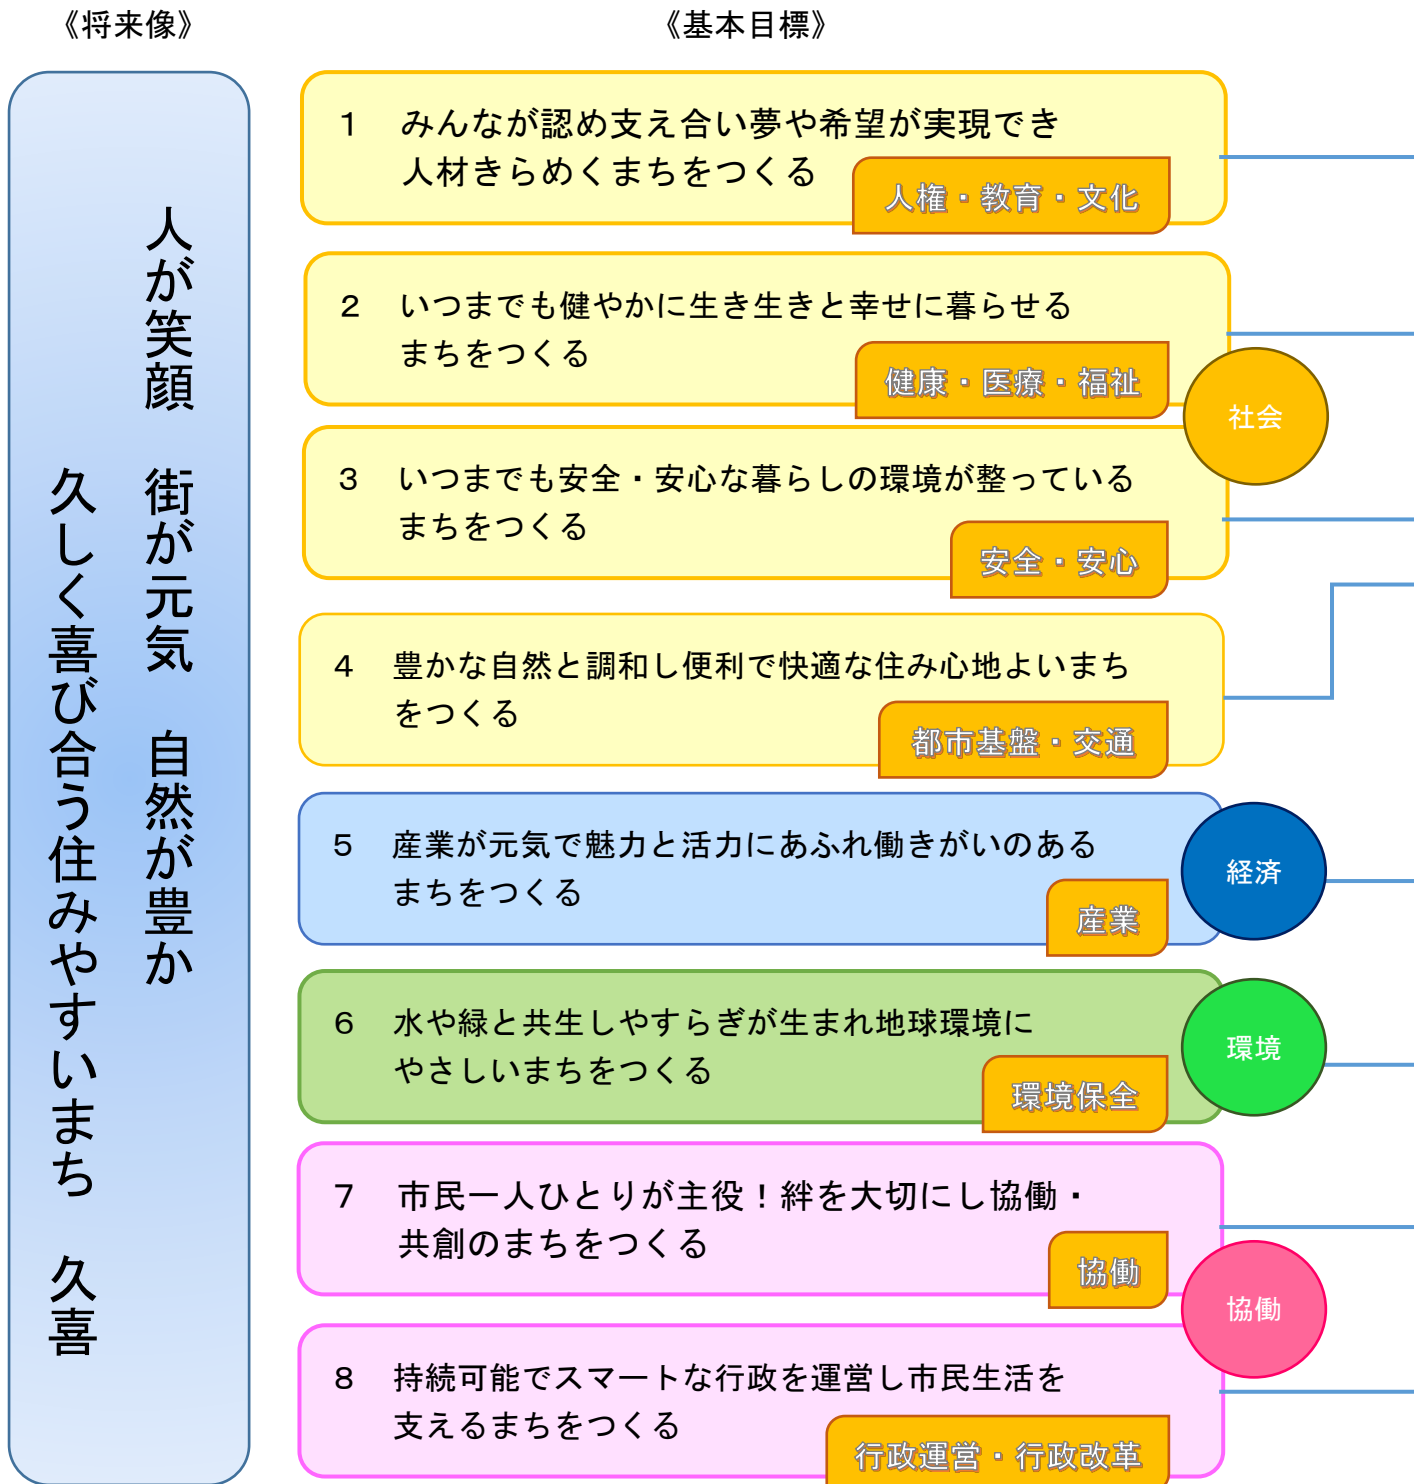 《将来像》
《基本目標》
人が笑顔　街が元気　自然が豊か
久しく喜び合う住みやすいまち　久喜
１　みんなが認め支え合い夢や希望が実現でき
人材きらめくまちをつくる
人権・教育・文化
２　いつまでも健やかに生き生きと幸せに暮らせる
まちをつくる
健康・医療・福祉
社会
３　いつまでも安全・安心な暮らしの環境が整っている
まちをつくる
安全・安心
４　豊かな自然と調和し便利で快適な住み心地よいまち
をつくる
都市基盤・交通
５　産業が元気で魅力と活力にあふれ働きがいのある
まちをつくる
産業
経済
６　水や緑と共生しやすらぎが生まれ地球環境に
やさしいまちをつくる
環境保全
環境
７　市民一人ひとりが主役！絆を大切にし協働・
共創のまちをつくる
協働
協働
８　持続可能でスマートな行政を運営し市民生活を
支えるまちをつくる
行政運営・行政改革